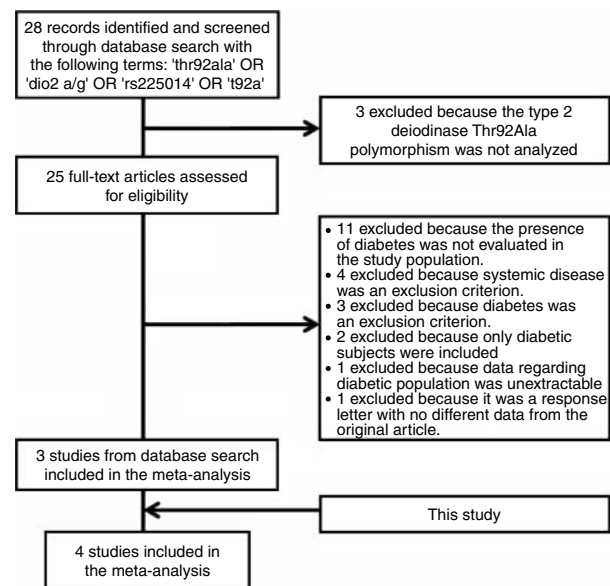 28 records identified and screened
through database search with
the following terms: 'thr92ala' OR
'dio2 a/g' OR 'rs225014' OR 't92a'
3 excluded because the type 2
deiodinase Thr92Ala
polymorphism was not analyzed
25 full-text articles assessed
for eligibility
• 11 excluded because the presence
of diabetes was not evaluated in
the study population.
• 4 excluded because systemic disease
was an exclusion criterion.
• 3 excluded because diabetes was
an exclusion criterion.
• 2 excluded because only diabetic
subjects were included
• 1 excluded because data regarding
diabetic population was unextractable
• 1 excluded because it was a response
letter with no different data from the
original article.
3 studies from database search
included in the meta-analysis
This study
4 studies included in
the meta-analysis